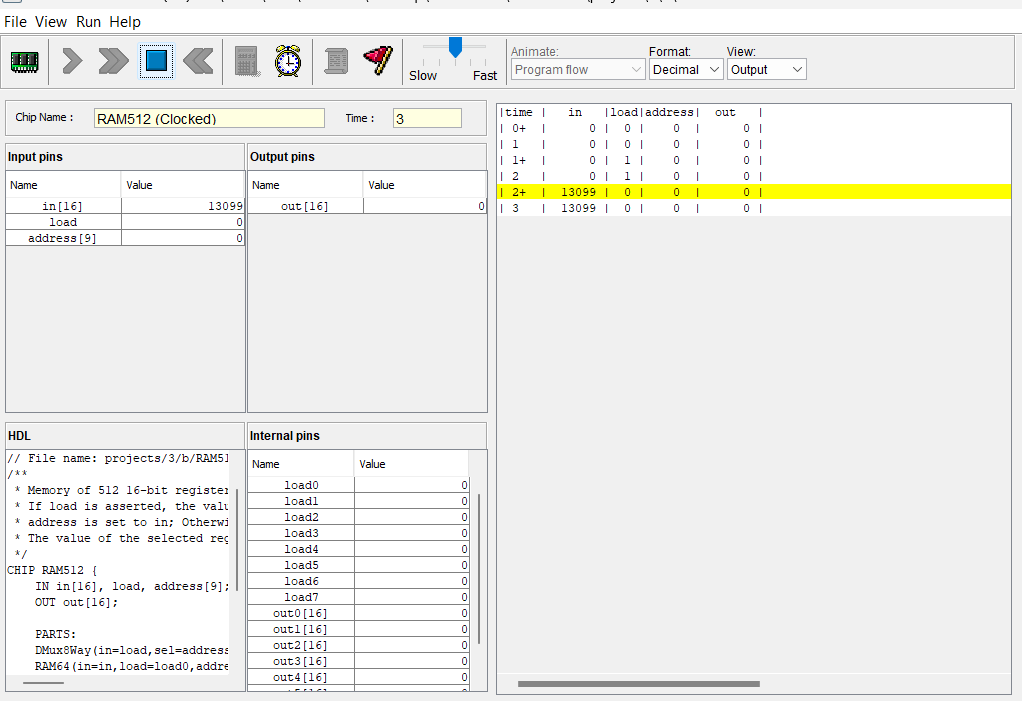 File View Run Help
Slow Fast
Animate: Format: View:
Program flow Decimal Output
Chip Name : RAM512 (Clocked) Time : 3
Input pins
Name Value
in[16] 13099
load 0
address[9] 0
Output pins
Name Value
out[16] 0
HDL
// File name: projects/3/b/RAM51
/**
* Memory of 512 16-bit register
* If load is asserted, the valu
* address is set to in; Otherwi
* The value of the selected reg
*/
CHIP RAM512 {
IN in[16], load, address[9];
OUT out[16];
PARTS:
DMux8Way(in=load,sel=address
RAM64(in=in,load=load0,addre
Internal pins
Name Value
load0 0
load1 0
load2 0
load3 0
load4 0
load5 0
load6 0
load7 0
out0[16] 0
out1[16] 0
out2[16] 0
out3[16] 0
out4[16] 0
|time | in |load|address| out |
| 0+ | 0 | 0 | 0 | 0 |
| 1 | 0 | 0 | 0 | 0 |
| 1+ | 0 | 1 | 0 | 0 |
| 2 | 0 | 1 | 0 | 0 |
| 2+ | 13099 | 0 | 0 | 0 |
| 3 | 13099 | 0 | 0 | 0 |